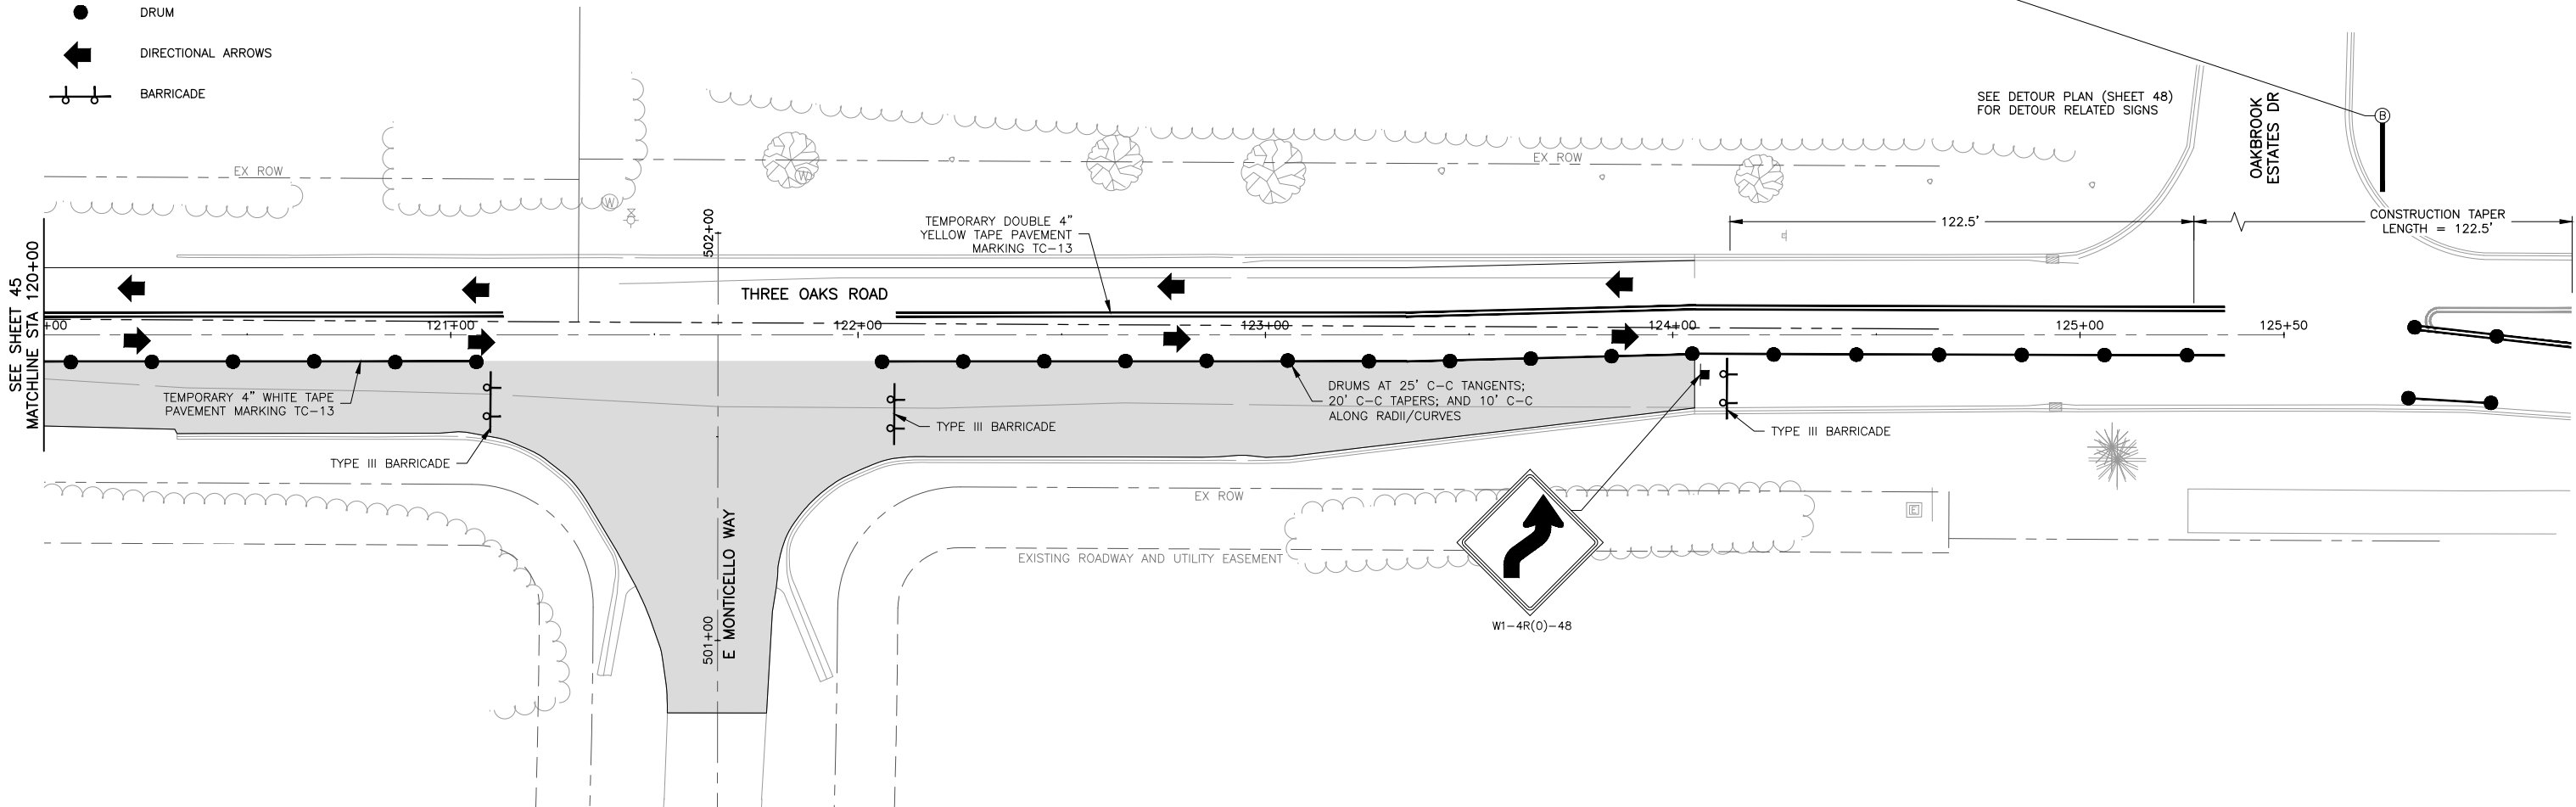 DRUM
DIRECTIONAL ARROWS
BARRICADE
SEE DETOUR PLAN (SHEET 48)
FOR DETOUR RELATED SIGNS
OAKBROOK
ESTATES DR
B
EX ROW
EX ROW
W
W
502+00
TEMPORARY DOUBLE 4"
YELLOW TAPE PAVEMENT
MARKING TC-13
122.5'
CONSTRUCTION TAPER
LENGTH = 122.5'
SEE SHEET 45
MATCHLINE STA 120+00
THREE OAKS ROAD
+00
121+00
122+00
123+00
124+00
125+00
125+50
TEMPORARY 4" WHITE TAPE
PAVEMENT MARKING TC-13
DRUMS AT 25' C-C TANGENTS;
20' C-C TAPERS; AND 10' C-C
ALONG RADII/CURVES
TYPE III BARRICADE
TYPE III BARRICADE
TYPE III BARRICADE
EX ROW
E
EXISTING ROADWAY AND UTILITY EASEMENT
501+00
E MONTICELLO WAY
W1-4R(0)-48